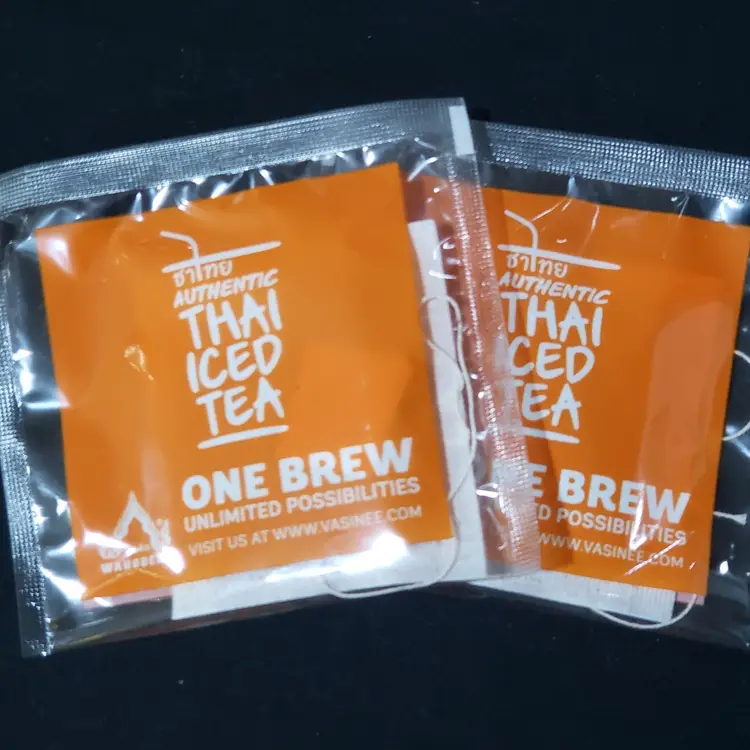 ชาไทย
AUTHENTIC
THAI
ICED
TEA
ONE BREW
UNLIMITED POSSIBILITIES
VISIT US AT WWW.VASINEE.COM
ชาไทย
AUTHENTIC
THAI
ICED
TEA
BREW
POSSIBILITIES
WWW.VASINEE.COM